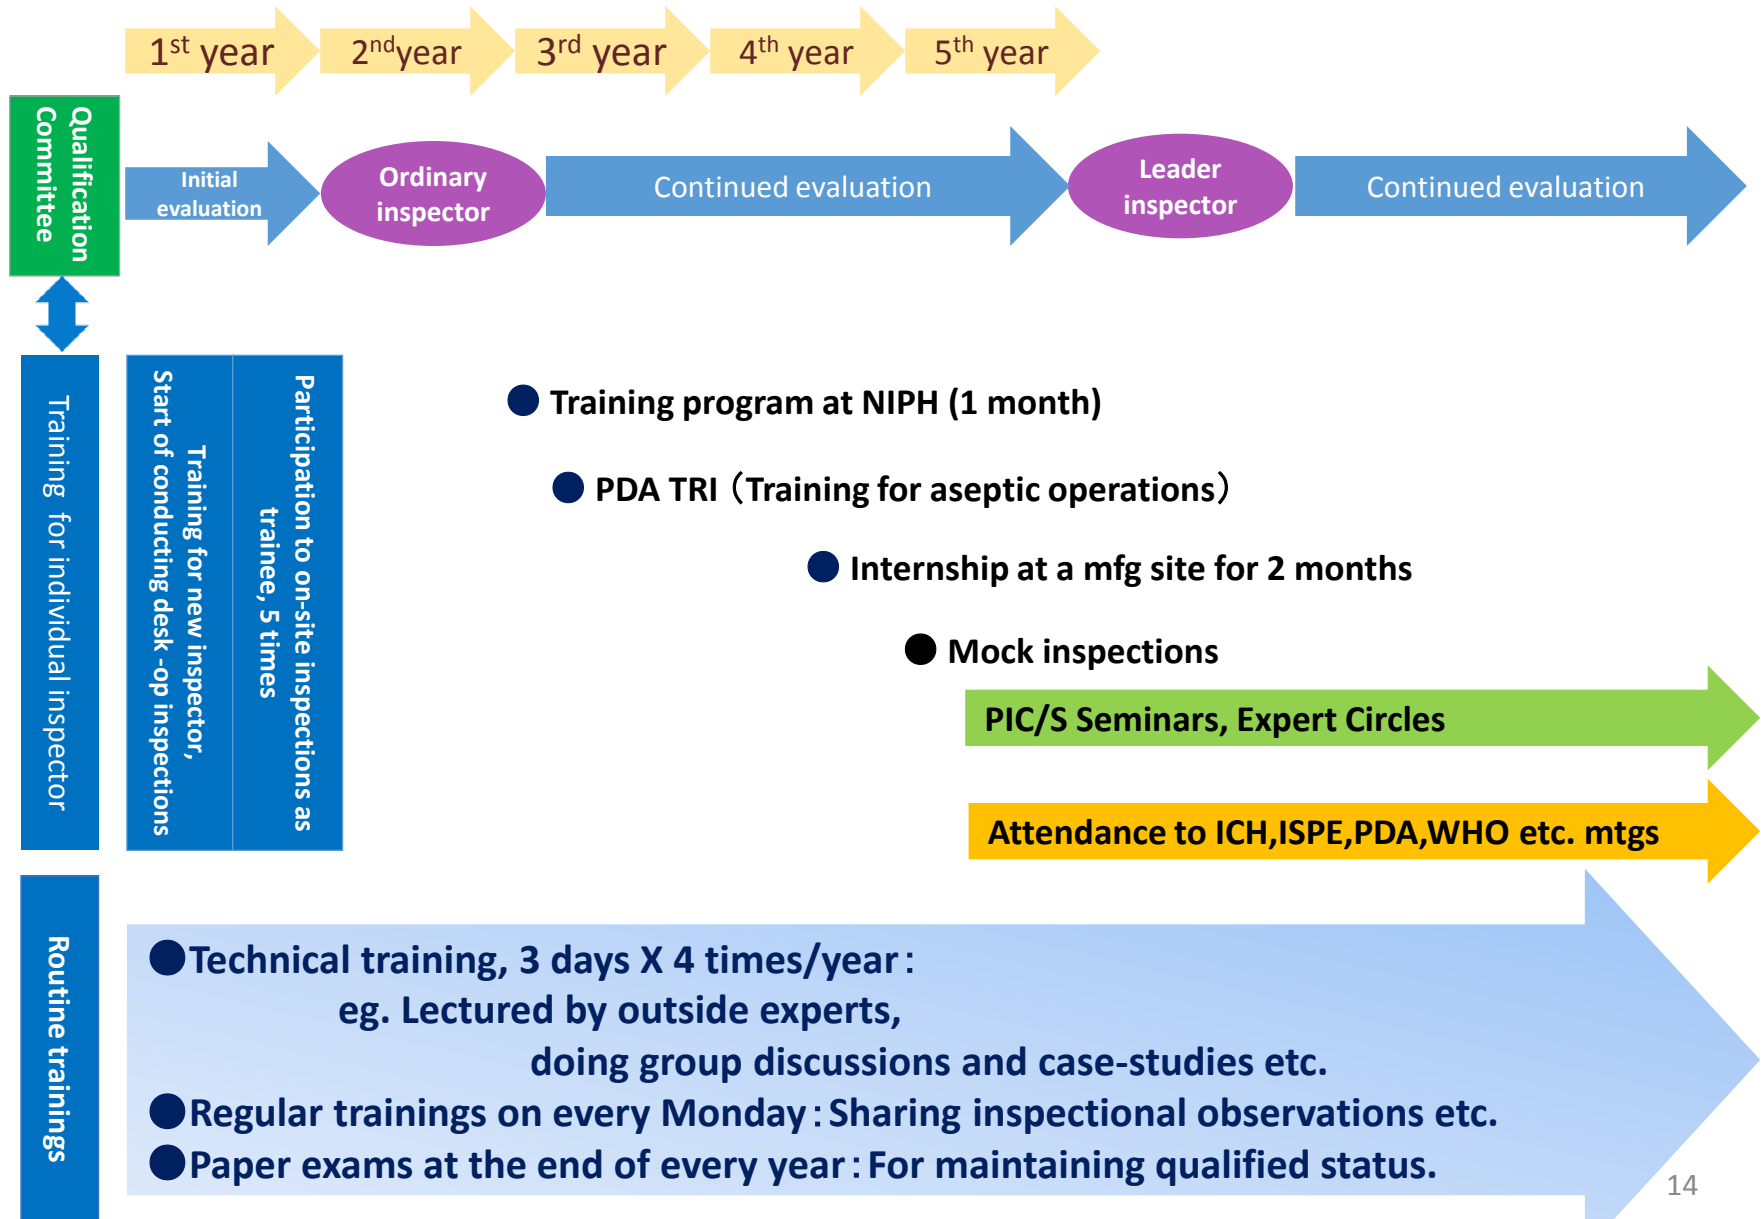 1st year
2ndyear
3rd year
4th year
5th year
Qualification
Committee
Initial
evaluation
Ordinary
inspector
Continued evaluation
Leader
inspector
Continued evaluation
Training for individual inspector
Training for new inspector,
Start of conducting desk -op inspections
Participation to on-site inspections as
trainee, 5 times
● Training program at NIPH (1 month)
● PDA TRI（Training for aseptic operations）
● Internship at a mfg site for 2 months
● Mock inspections
PIC/S Seminars, Expert Circles
Attendance to ICH,ISPE,PDA,WHO etc. mtgs
Routine trainings
●Technical training, 3 days X 4 times/year：
eg. Lectured by outside experts,
doing group discussions and case-studies etc.
●Regular trainings on every Monday：Sharing inspectional observations etc.
●Paper exams at the end of every year：For maintaining qualified status.
14